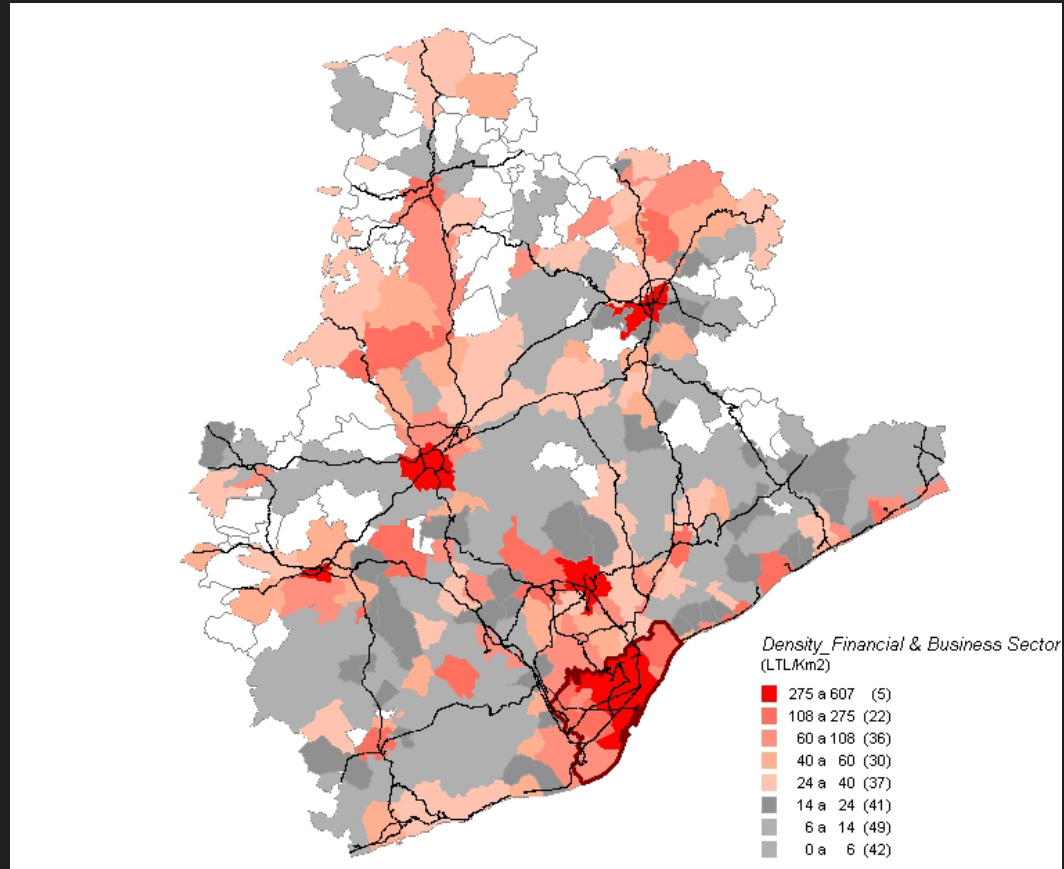 Density_Financial & Business Sector
(LTL/Km2)
275 a 607 (5)
108 a 275 (22)
60 a 108 (36)
40 a 60 (30)
24 a 40 (37)
14 a 24 (41)
6 a 14 (49)
0 a 6 (42)